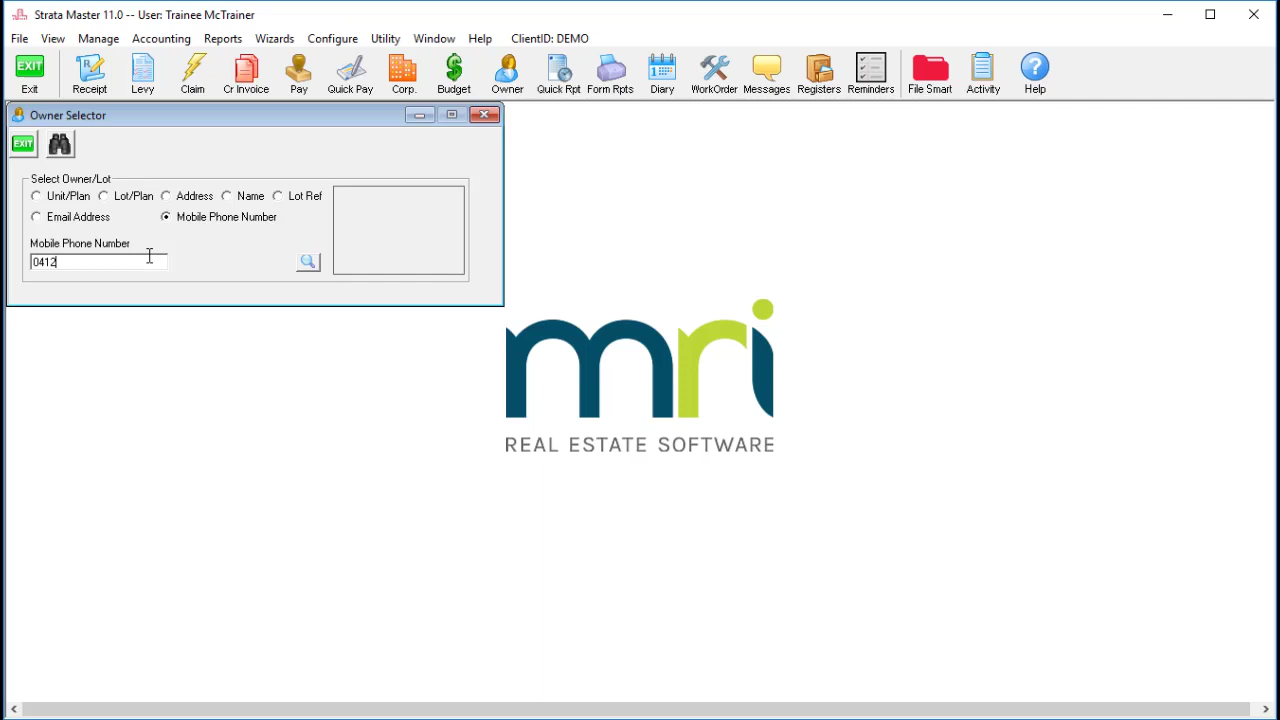 Strata Master 11.0 -- User: Trainee McTrainer
File View Manage Accounting Reports Wizards Configure Utility Window Help ClientID: DEMO
EXIT
Exit Receipt Levy Claim Cr Invoice Pay Quick Pay Corp. Budget Owner Quick Rpt Form Rpts Diary WorkOrder Messages Registers Reminders File Smart Activity Help
Owner Selector
EXIT
Select Owner/Lot
Unit/Plan Lot/Plan Address Name Lot Ref
Email Address Mobile Phone Number
Mobile Phone Number
0412
mri
REAL ESTATE SOFTWARE